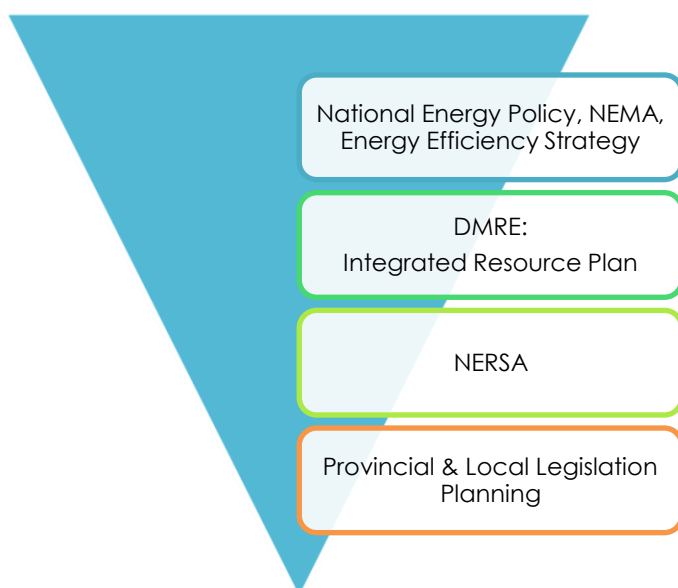 National Energy Policy, NEMA,
Energy Efficiency Strategy
DMRE:
Integrated Resource Plan
NERSA
Provincial & Local Legislation
Planning